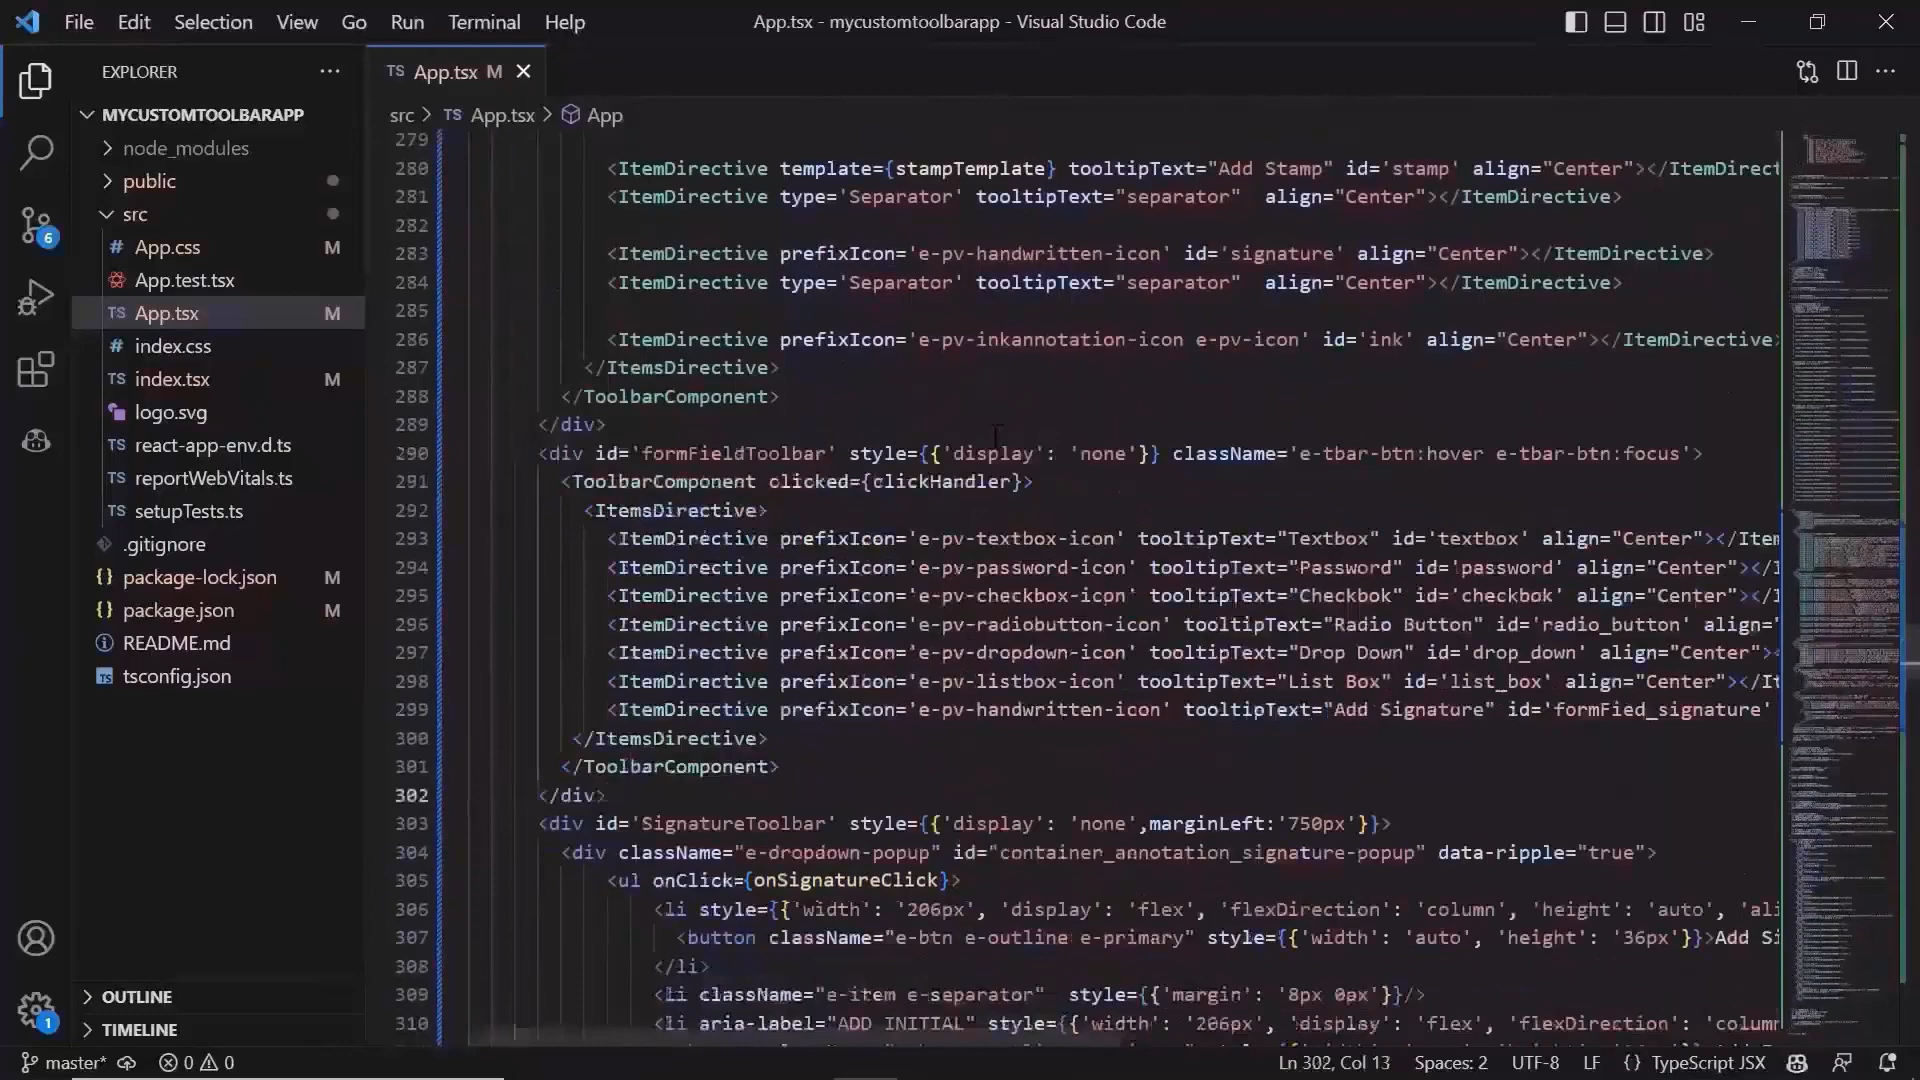 File Edit Selection View Go Run Terminal Help App.tsx - mycustomtoolbarapp - Visual Studio Code
EXPLORER
TS App.tsx M
MYCUSTOMTOOLBARAPP
src > TS App.tsx > App
node_modules
public
src
# App.css M
App.test.tsx
TS App.tsx M
# index.css
TS index.tsx M
logo.svg
TS react-app-env.d.ts
TS reportWebVitals.ts
TS setupTests.ts
.gitignore
{} package-lock.json M
{} package.json M
README.md
TS tsconfig.json
OUTLINE
TIMELINE
6
1
279
280 <ItemDirective template={stampTemplate} tooltipText="Add Stamp" id='stamp' align="Center"></ItemDirect
281 <ItemDirective type='Separator' tooltipText="separator"  align="Center"></ItemDirective>
282
283 <ItemDirective prefixIcon='e-pv-handwritten-icon' id='signature' align="Center"></ItemDirective>
284 <ItemDirective type='Separator' tooltipText="separator"  align="Center"></ItemDirective>
285
286 <ItemDirective prefixIcon='e-pv-inkannotation-icon e-pv-icon' id='ink' align="Center"></ItemDirective>
287 </ItemsDirective>
288 </ToolbarComponent>
289 </div>
290 <div id='formFieldToolbar' style={{'display': 'none'}} className='e-tbar-btn:hover e-tbar-btn:focus'>
291 <ToolbarComponent clicked={clickHandler}>
292 <ItemsDirective>
293 <ItemDirective prefixIcon='e-pv-textbox-icon' tooltipText="Textbox" id='textbox' align="Center"></Item
294 <ItemDirective prefixIcon='e-pv-password-icon' tooltipText="Password" id='password' align="Center"></I
295 <ItemDirective prefixIcon='e-pv-checkbox-icon' tooltipText="Checkbok" id='checkbak' align="Center"></I
296 <ItemDirective prefixIcon='e-pv-radiobutton-icon' tooltipText="Radio Button" id='radio_button' align="
297 <ItemDirective prefixIcon='e-pv-dropdown-icon' tooltipText="Drop Down" id='drop_down' align="Center"><
298 <ItemDirective prefixIcon='e-pv-listbox-icon' tooltipText="List Box" id='list_box' align="Center"></It
299 <ItemDirective prefixIcon='e-pv-handwritten-icon' tooltipText="Add Signature" id='formFied_signature'
300 </ItemsDirective>
301 </ToolbarComponent>
302 </div>
303 <div id='SignatureToolbar' style={{'display': 'none',marginLeft:'750px'}}>
304 <div className="e-dropdown-popup" id="container_annotation_signature-popup" data-ripple="true">
305 <ul onClick={onSignatureClick}>
306 <li style={{'width': '206px', 'display': 'flex', 'flexDirection': 'column', 'height': 'auto', 'ali
307 <button className="e-btn e-outline e-primary" style={{'width': 'auto', 'height': '36px'}}>Add Si
308 </li>
309 <li className="e-item e-separator"  style={{'margin': '8px 0px'}}/>
310 <li aria-label="ADD INITIAL" style={{'width': '206px', 'display': 'flex', 'flexDirection': 'column
master* 0 0 Ln 302, Col 13 Spaces: 2 UTF-8 LF {} TypeScript JSX